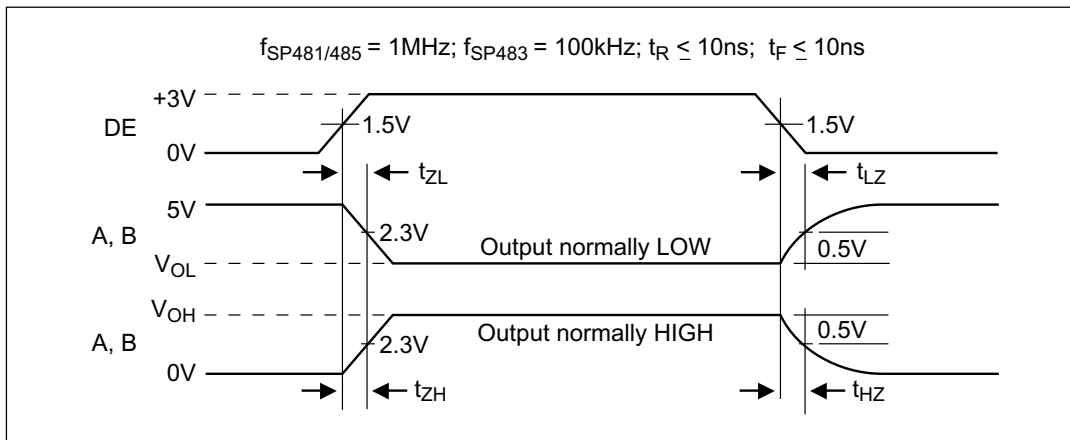 fSP481/485 = 1MHz; fSP483 = 100kHz; tR ≤ 10ns; tF ≤ 10ns
+3V
DE
1.5V
1.5V
0V
tZL
tLZ
5V
A, B
2.3V
Output normally LOW
0.5V
VOL
VOH
A, B
2.3V
Output normally HIGH
0.5V
0V
tZH
tHZ